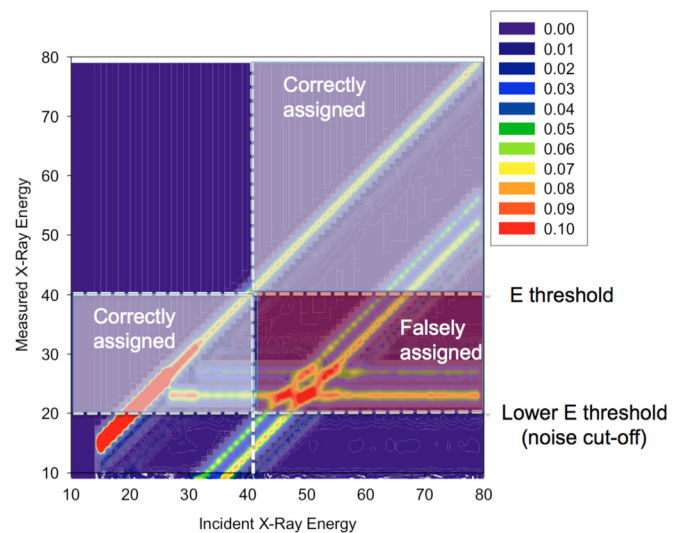 0.00
0.01
0.02
0.03
0.04
0.05
0.06
0.07
0.08
0.09
0.10
80
70
60
50
40
30
20
10
Measured X-Ray Energy
Correctly
assigned
Correctly
assigned
Falsely
assigned
E threshold
Lower E threshold
(noise cut-off)
10
20
30
40
50
60
70
80
Incident X-Ray Energy